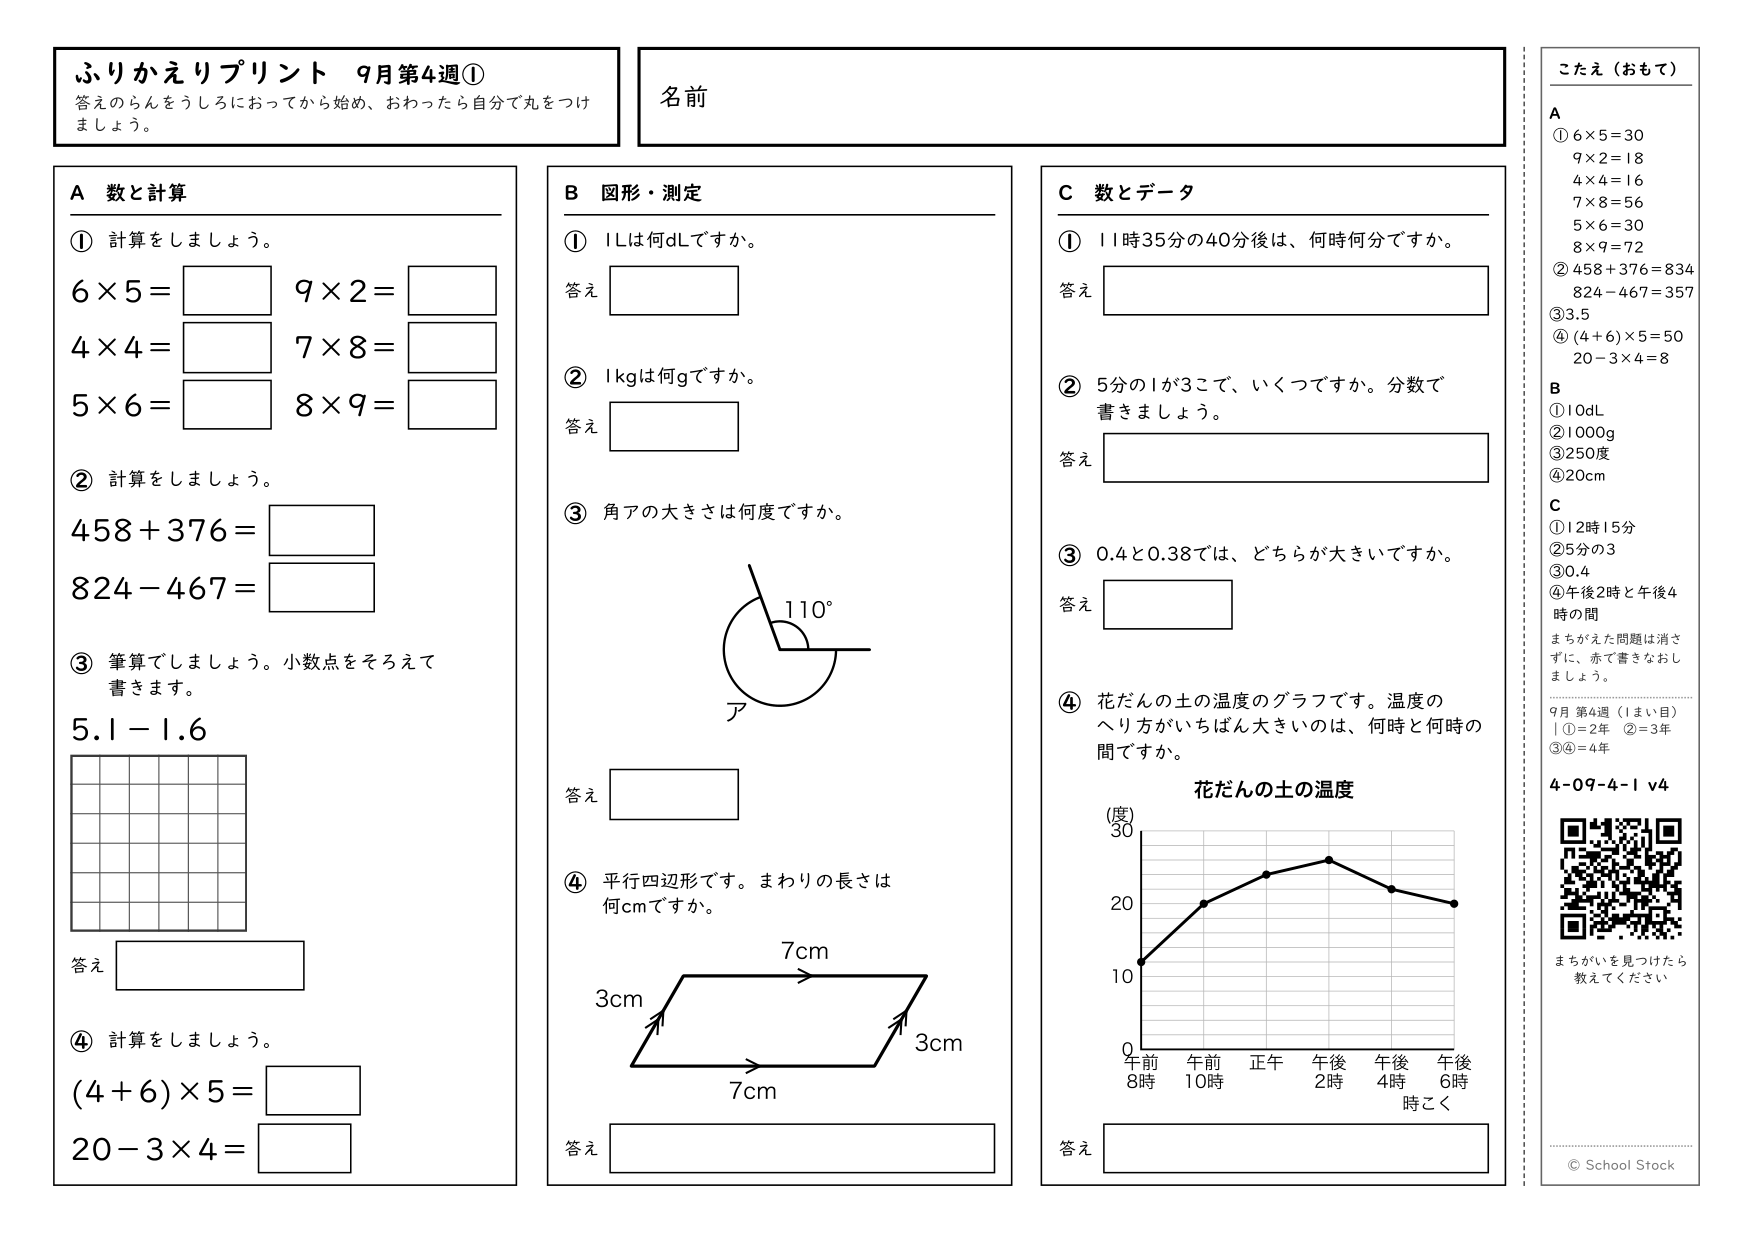 ふりかえりプリント　9月第4週①
答えのらんをうしろにおってから始め、おわったら自分で丸をつけ
ましょう。
名前
A　数と計算
① 計算をしましょう。
6×5＝　9×2＝
4×4＝　7×8＝
5×6＝　8×9＝
② 計算をしましょう。
458＋376＝
824－467＝
③ 筆算でしましょう。小数点をそろえて
書きます。
5.1－1.6
答え
④ 計算をしましょう。
(4＋6)×5＝
20－3×4＝
B　図形・測定
① 1Lは何dLですか。
答え
② 1kgは何gですか。
答え
③ 角アの大きさは何度ですか。
110°
ア
答え
④ 平行四辺形です。まわりの長さは
何cmですか。
7cm
3cm
3cm
7cm
答え
C　数とデータ
① 11時35分の40分後は、何時何分ですか。
答え
② 5分の1が3こで、いくつですか。分数で
書きましょう。
答え
③ 0.4と0.38では、どちらが大きいですか。
答え
④ 花だんの土の温度のグラフです。温度の
へり方がいちばん大きいのは、何時と何時の
間ですか。
花だんの土の温度
(度)
30
20
10
0
午前 午前 正午 午後 午後 午後
8時 10時 2時 4時 6時
時こく
答え
こたえ（おもて）
A
① 6×5＝30
9×2＝18
4×4＝16
7×8＝56
5×6＝30
8×9＝72
② 458＋376＝834
824－467＝357
③3.5
④ (4＋6)×5＝50
20－3×4＝8
B
①10dL
②1000g
③250度
④20cm
C
①12時15分
②5分の3
③0.4
④午後2時と午後4
時の間
まちがえた問題は消さ
ずに、赤で書きなおし
ましょう。
9月 第4週（1まい目）
｜①＝2年　②＝3年
③④＝4年
4-09-4-1 v4
まちがいを見つけたら
教えてください
© School Stock